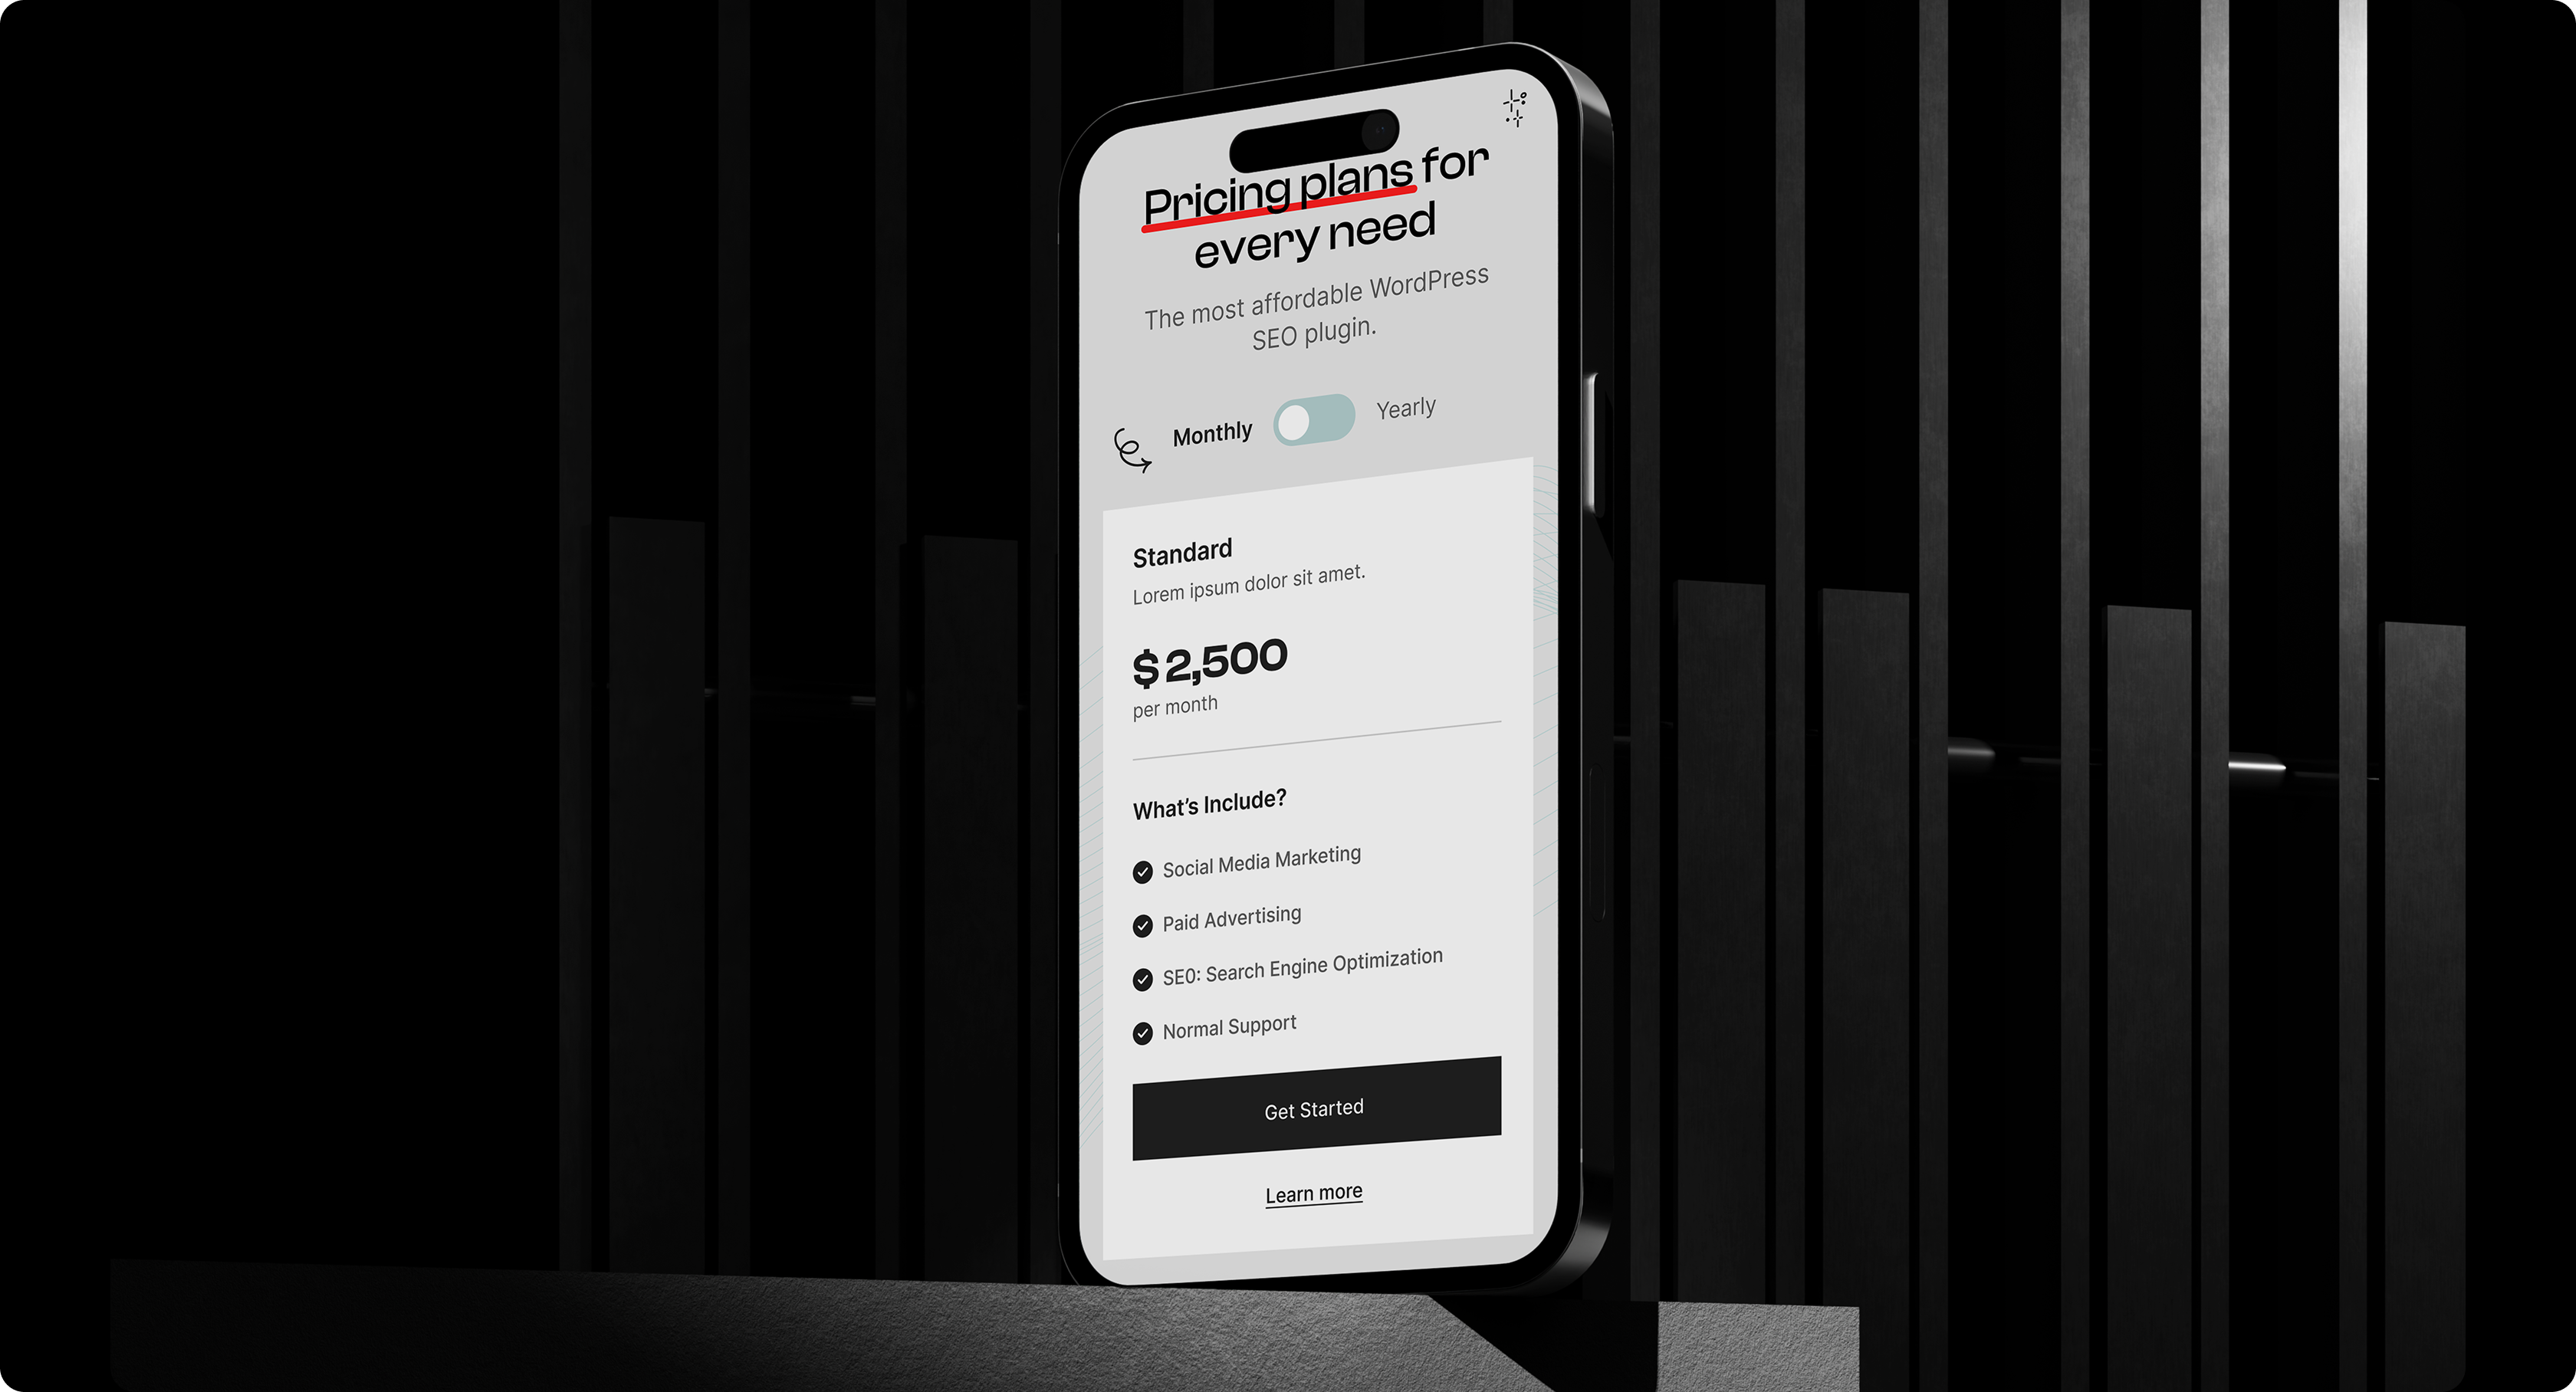 Pricing plans for
every need
The most affordable WordPress
SEO plugin.
Monthly
Yearly
Standard
Lorem ipsum dolor sit amet.
$ 2,500
per month
What's Include?
Social Media Marketing
Paid Advertising
SE0: Search Engine Optimization
Normal Support
Get Started
Learn more